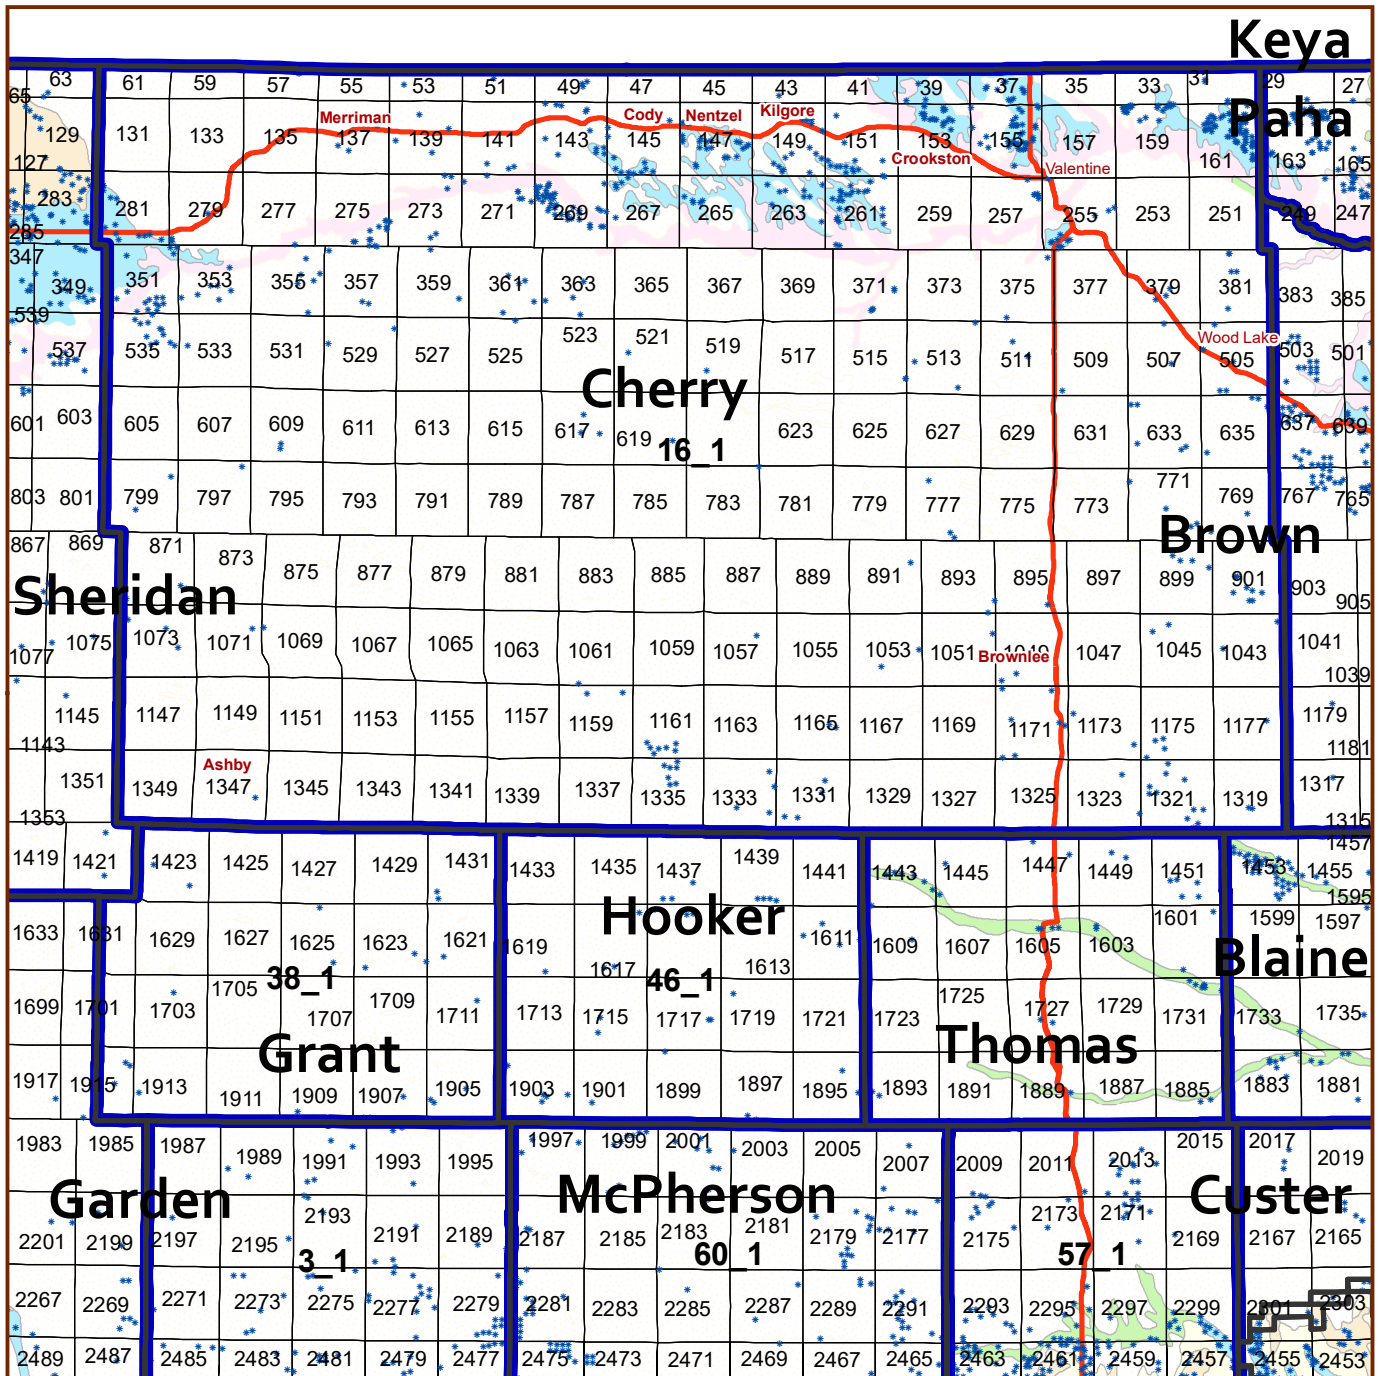 Keya
63 61 59 57 55 53 51 49 47 45 43 41 39 37 35 33 31 29 27
65
Paha
129 131 133 135 Merriman 137 139 141 143 Cody 145 Nentzel 147 Kilgore 149 151 153 155 157 159 161 163 165
127 Crookston Valentine
283 281 279 277 275 273 271 269 267 265 263 261 259 257 255 253 251 249 247
285
347
349 351 353 355 357 359 361 363 365 367 369 371 373 375 377 379 381 383 385
539
537 535 533 531 529 527 525 523 521 519 517 515 513 511 509 507 Wood Lake 505 503 501
Cherry
601 603 605 607 609 611 613 615 617 619 16_1 623 625 627 629 631 633 635 637 639
803 801 799 797 795 793 791 789 787 785 783 781 779 777 775 773 771 769 767 765
Brown
867 869 871 873 875 877 879 881 883 885 887 889 891 893 895 897 899 901 903 905
Sheridan
1077 1075 1073 1071 1069 1067 1065 1063 1061 1059 1057 1055 1053 1051 Brownlee 1047 1045 1043 1041 1039
1145 1147 1149 1151 1153 1155 1157 1159 1161 1163 1165 1167 1169 1171 1173 1175 1177 1179
1143 1181
Ashby
1351 1349 1347 1345 1343 1341 1339 1337 1335 1333 1331 1329 1327 1325 1323 1321 1319 1317
1353 1315
1457
1419 1421 1423 1425 1427 1429 1431 1433 1435 1437 1439 1441 1443 1445 1447 1449 1451 1453 1455
1595
Hooker
1633 1631 1629 1627 1625 1623 1621 1619 1617 1613 1611 1609 1607 1605 1603 1601 1599 1597
38_1 46_1 Blaine
1699 1701 1703 1705 1707 1709 1711 1713 1715 1717 1719 1721 1723 1725 1727 1729 1731 1733 1735
Grant Thomas
1917 1915 1913 1911 1909 1907 1905 1903 1901 1899 1897 1895 1893 1891 1889 1887 1885 1883 1881
1983 1985 1987 1989 1991 1993 1995 1997 1999 2001 2003 2005 2007 2009 2011 2013 2015 2017 2019
Garden McPherson Custer
2201 2199 2197 2195 2193 2191 2189 2187 2185 2183 2181 2179 2177 2175 2173 2171 2169 2167 2165
3_1 60_1 57_1
2267 2269 2271 2273 2275 2277 2279 2281 2283 2285 2287 2289 2291 2293 2295 2297 2299 2301 2303
2489 2487 2485 2483 2481 2479 2477 2475 2473 2471 2469 2467 2465 2463 2461 2459 2457 2455 2453